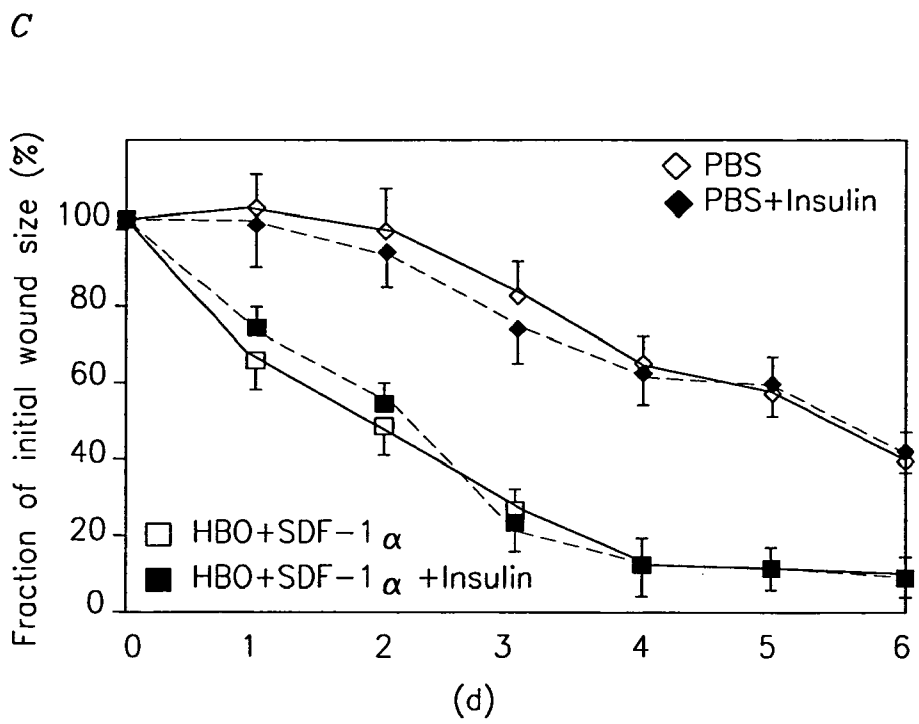 C
Fraction of initial wound size (%)
100
80
60
40
20
0
PBS
PBS+Insulin
HBO+SDF-1α
HBO+SDF-1α +Insulin
0 1 2 3 4 5 6
(d)